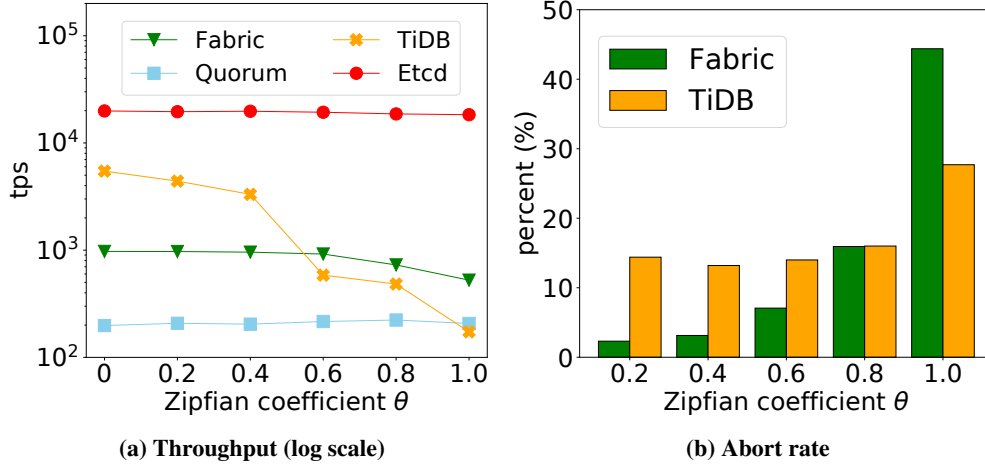 10^5
10^4
10^3
10^2
tps
Fabric
Quorum
TiDB
Etcd
0 0.2 0.4 0.6 0.8 1.0
Zipfian coefficient θ
(a) Throughput (log scale)
50
40
30
20
10
0
percent (%)
Fabric
TiDB
0.2 0.4 0.6 0.8 1.0
Zipfian coefficient θ
(b) Abort rate